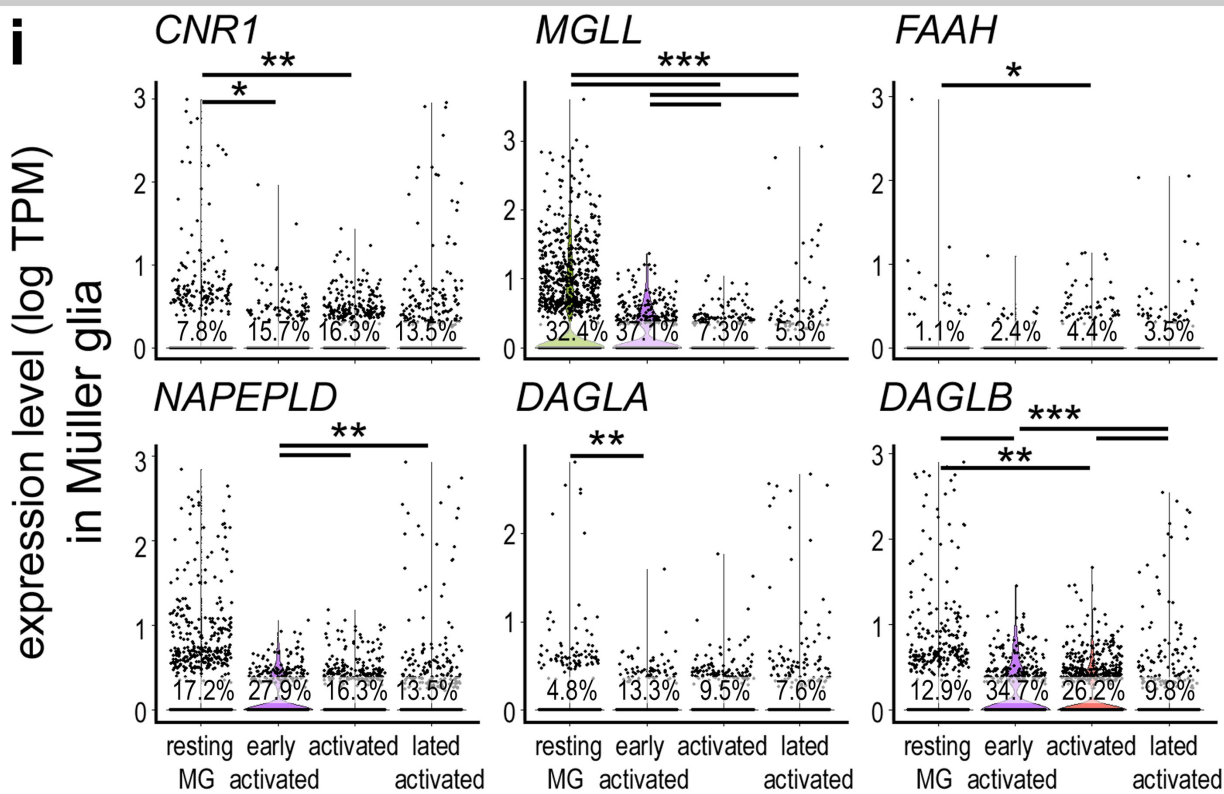 i
CNR1 MGLL FAAH
** *** *
*
3 3 3
2 2 2
1 1 1
7.8% 15.7% 16.3% 13.5% 32.4% 37.1% 7.3% 5.3% 1.1% 2.4% 4.4% 3.5%
0 0 0
expression level (log TPM)
in Müller glia
NAPEPLD DAGLA DAGLB
** ** ***
**
3 3
2 2 2
1 1 1
17.2% 27.9% 16.3% 13.5% 4.8% 13.3% 9.5% 7.6% 12.9% 34.7% 26.2% 9.8%
0 0 0
resting early activated lated resting early activated lated resting early activated lated
MG activated activated MG activated activated MG activated activated